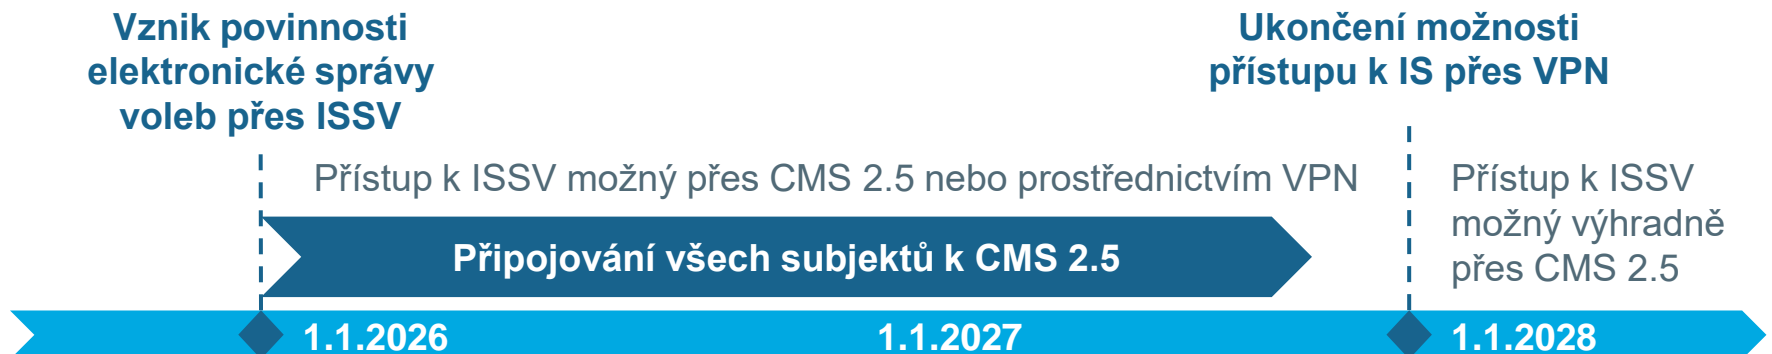 Vznik povinnosti
elektronické správy
voleb přes ISSV
Ukončení možnosti
přístupu k IS přes VPN
Přístup k ISSV možný přes CMS 2.5 nebo prostřednictvím VPN
Přístup k ISSV
možný výhradně
přes CMS 2.5
Připojování všech subjektů k CMS 2.5
1.1.2026
1.1.2027
1.1.2028